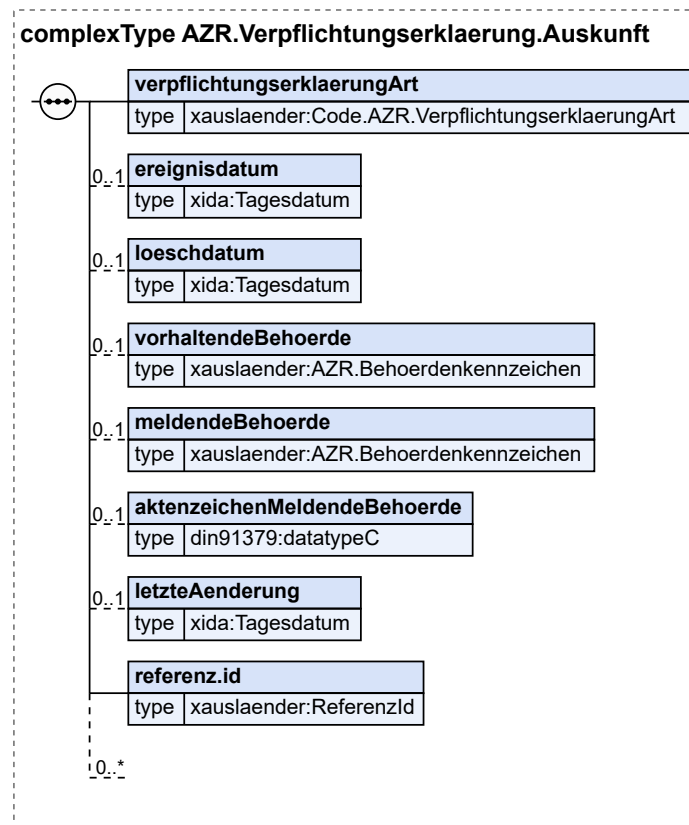 complexType AZR.Verpflichtungserklaerung.Auskunft
verpflichtungserklaerungArt
type xauslaender:Code.AZR.VerpflichtungserklaerungArt
0..1 ereignisdatum
type xida:Tagesdatum
0..1 loeschdatum
type xida:Tagesdatum
0..1 vorhaltendeBehoerde
type xauslaender:AZR.Behoerdenkennzeichen
0..1 meldendeBehoerde
type xauslaender:AZR.Behoerdenkennzeichen
0..1 aktenzeichenMeldendeBehoerde
type din91379:datatypeC
0..1 letzteAenderung
type xida:Tagesdatum
referenz.id
type xauslaender:ReferenzId
0..*